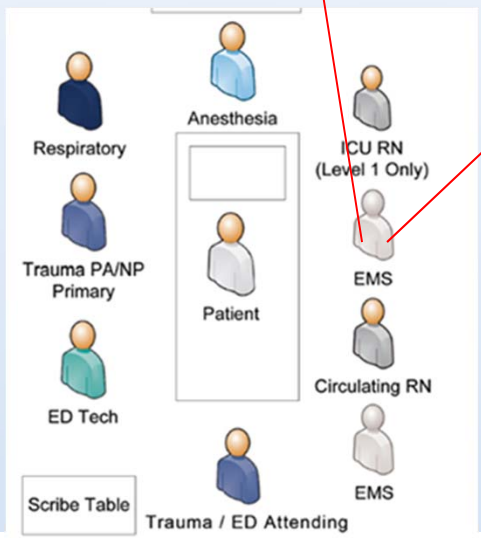 Anesthesia
Respiratory
ICU RN
(Level 1 Only)
Trauma PA/NP
Primary
EMS
Patient
Circulating RN
ED Tech
EMS
Scribe Table
Trauma / ED Attending